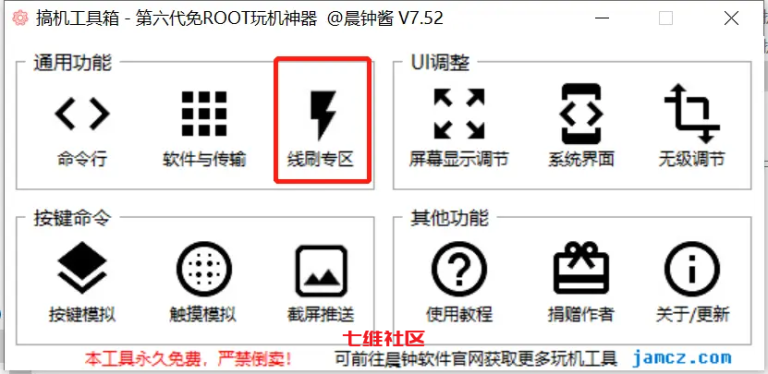 搞机工具箱 - 第六代免ROOT玩机神器 @晨钟酱 V7.52
通用功能
命令行 软件与传输 线刷专区
UI调整
屏幕显示调节 系统界面 无级调节
按键命令
按键模拟 触摸模拟 截屏推送
其他功能
使用教程 捐赠作者 关于/更新
七维社区
本工具永久免费，严禁倒卖! 可前往晨钟软件官网获取更多玩机工具 jamcz.com